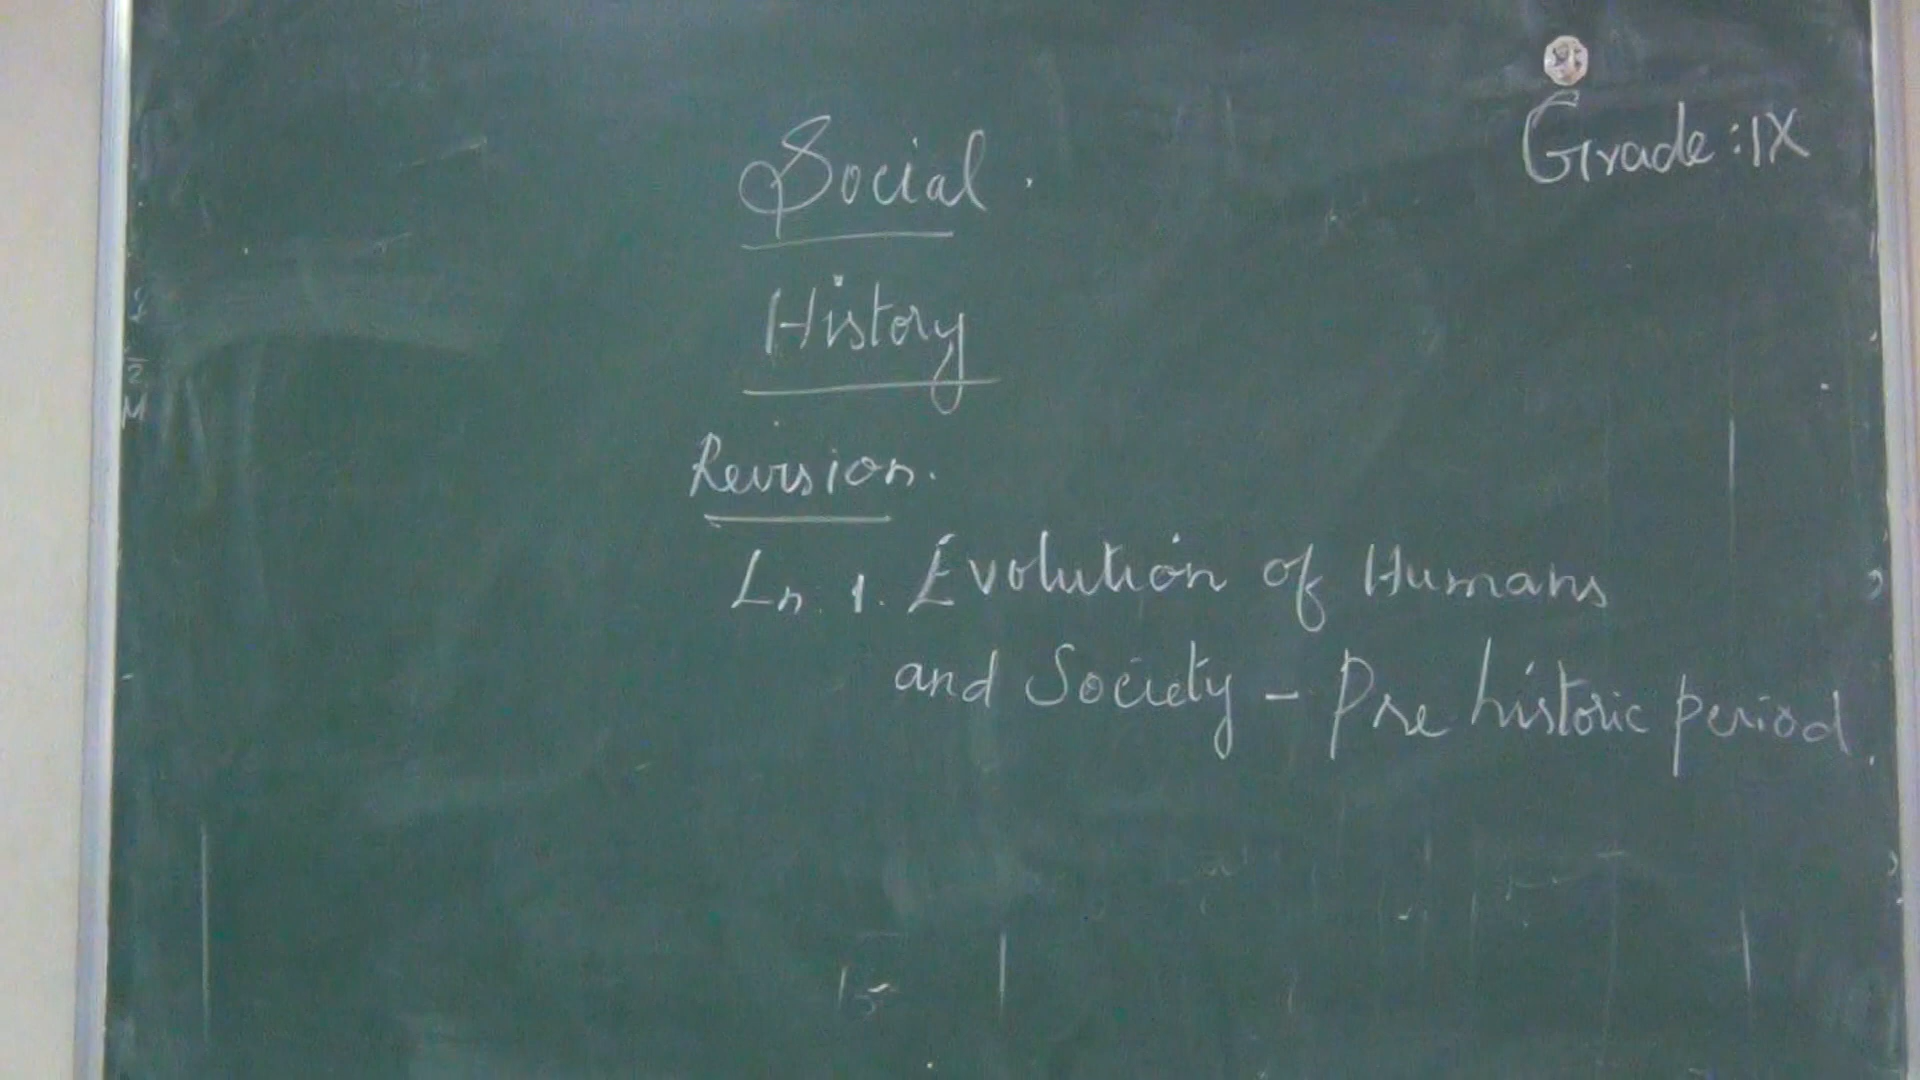 Grade : IX
Social.
History
Revision.
Ln. 1. Evolution of Humans
and Society - Pre historic period.